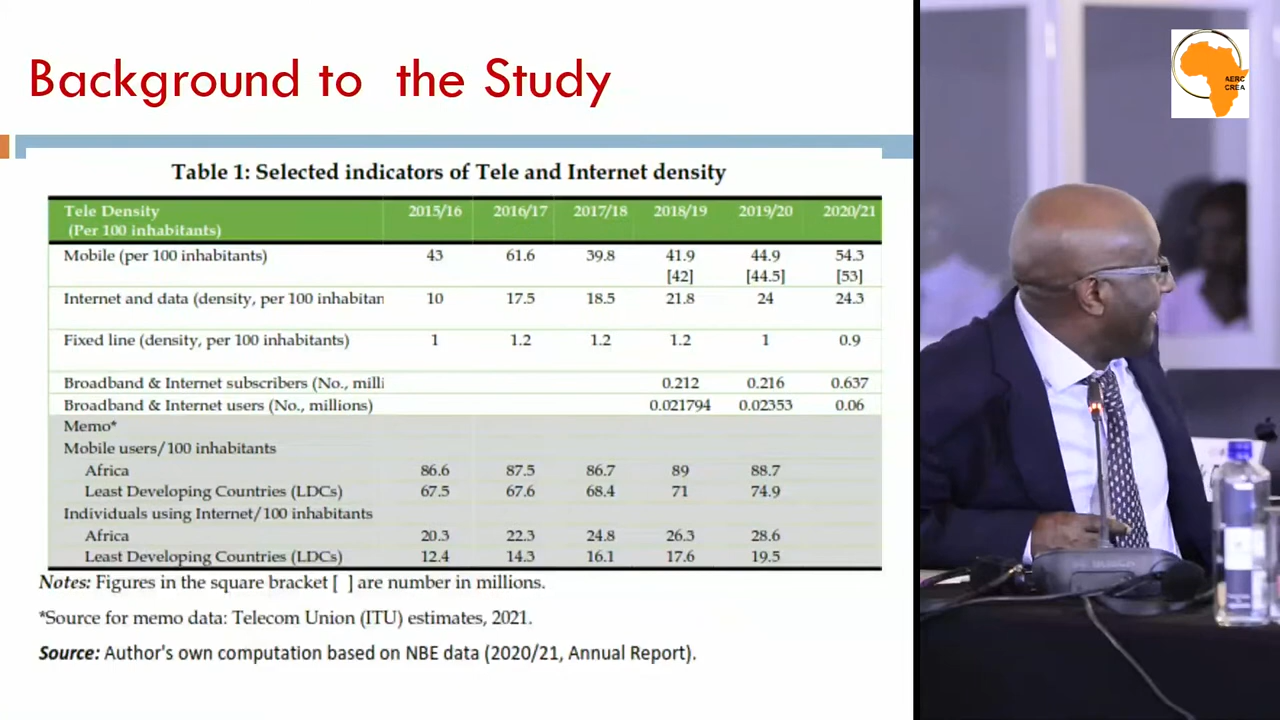 Background to the Study
AERC
CREA
Table 1: Selected indicators of Tele and Internet density
Tele Density 2015/16 2016/17 2017/18 2018/19 2019/20 2020/21
(Per 100 inhabitants)
Mobile (per 100 inhabitants) 43 61.6 39.8 41.9 44.9 54.3
[42] [44.5] [53]
Internet and data (density, per 100 inhabitan 10 17.5 18.5 21.8 24 24.3
Fixed line (density, per 100 inhabitants) 1 1.2 1.2 1.2 1 0.9
Broadband & Internet subscribers (No., milli 0.212 0.216 0.637
Broadband & Internet users (No., millions) 0.021794 0.02353 0.06
Memo*
Mobile users/100 inhabitants
Africa 86.6 87.5 86.7 89 88.7
Least Developing Countries (LDCs) 67.5 67.6 68.4 71 74.9
Individuals using Internet/100 inhabitants
Africa 20.3 22.3 24.8 26.3 28.6
Least Developing Countries (LDCs) 12.4 14.3 16.1 17.6 19.5
Notes: Figures in the square bracket [ ] are number in millions.
*Source for memo data: Telecom Union (ITU) estimates, 2021.
Source: Author's own computation based on NBE data (2020/21, Annual Report).